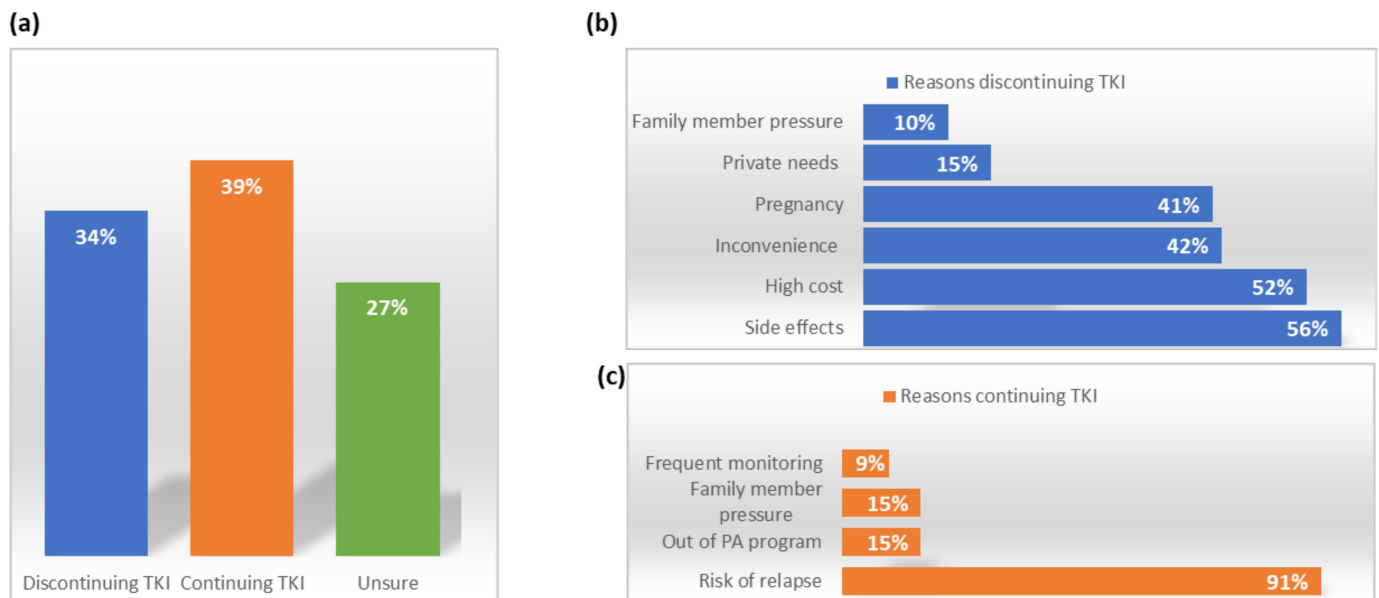 (a)
34%
39%
27%
Discontinuing TKI
Continuing TKI
Unsure
(b)
Reasons discontinuing TKI
Family member pressure
10%
Private needs
15%
Pregnancy
41%
Inconvenience
42%
High cost
52%
Side effects
56%
(c)
Reasons continuing TKI
Frequent monitoring
9%
Family member
pressure
15%
Out of PA program
15%
Risk of relapse
91%